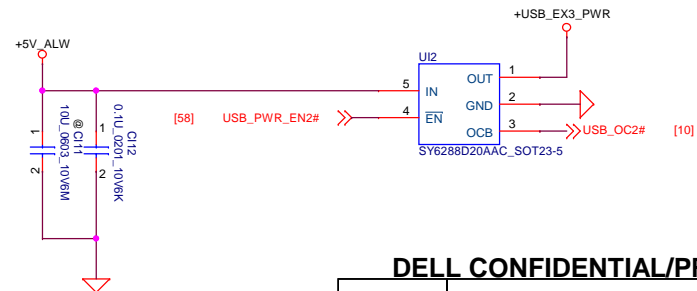 +USB_EX3_PWR
+5V_ALW
UI2
5 IN OUT 1
[58] USB_PWR_EN2# 4 EN GND 2
OCB 3 USB_OC2# [10]
SY6288D20AAC_SOT23-5
1 2
@ CI11
10U_0603_10V6M
1 2
CI12
0.1U_0201_10V6K
DELL CONFIDENTIAL/PR